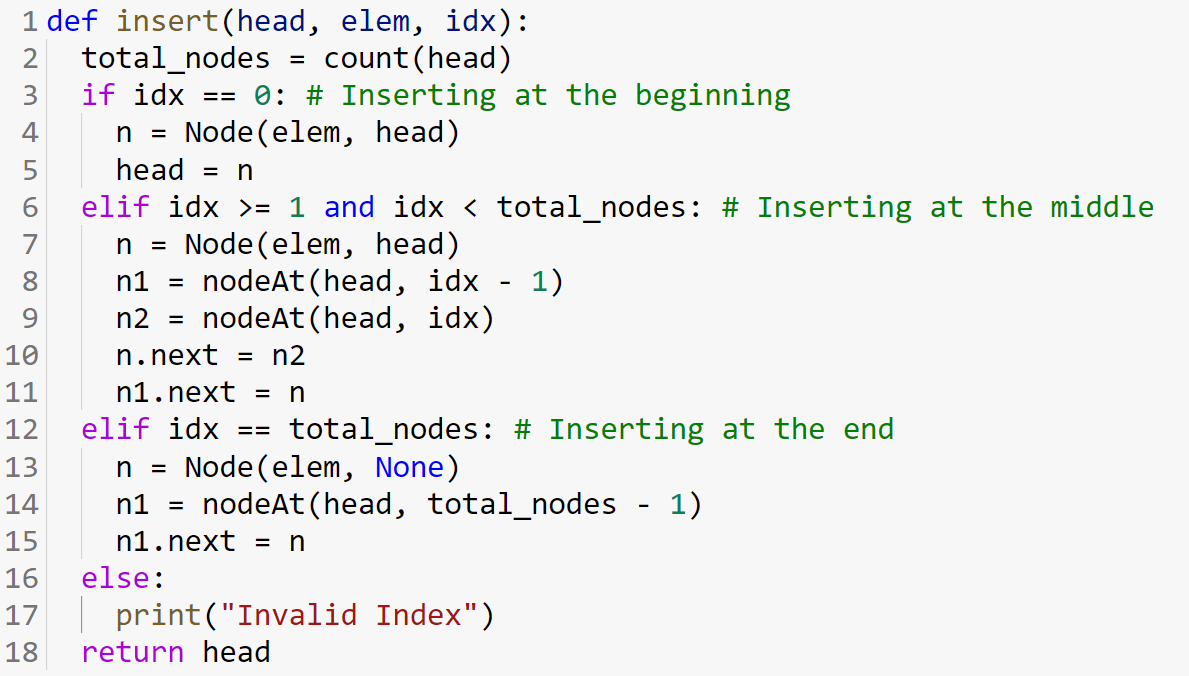 1 def insert(head, elem, idx):
2   total_nodes = count(head)
3   if idx == 0: # Inserting at the beginning
4     n = Node(elem, head)
5     head = n
6   elif idx >= 1 and idx < total_nodes: # Inserting at the middle
7     n = Node(elem, head)
8     n1 = nodeAt(head, idx - 1)
9     n2 = nodeAt(head, idx)
10     n.next = n2
11     n1.next = n
12   elif idx == total_nodes: # Inserting at the end
13     n = Node(elem, None)
14     n1 = nodeAt(head, total_nodes - 1)
15     n1.next = n
16   else:
17     print("Invalid Index")
18   return head